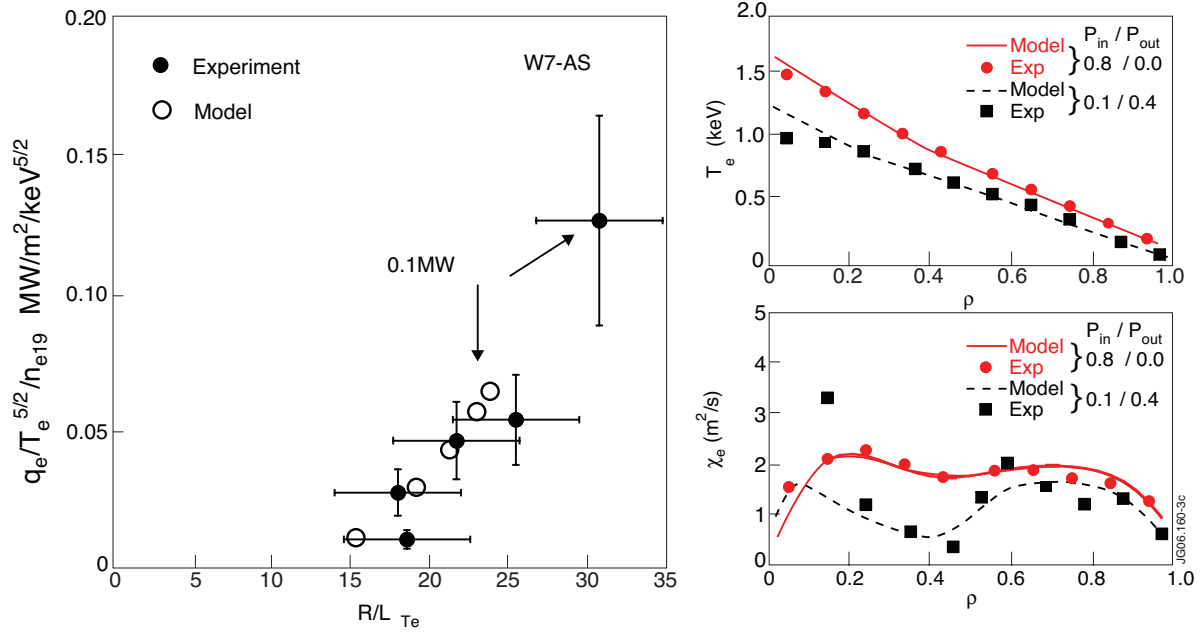 0.20
0.15
0.10
0.05
0
q_e/T_e^{5/2}/n_{e19} MW/m^2/keV^{5/2}
Experiment
Model
W7-AS
0.1MW
0 5 10 15 20 25 30 35
R/L_{Te}
2.0
1.5
1.0
0.5
0
T_e (keV)
P_in / P_out
Model
Exp
} 0.8 / 0.0
Model
Exp
} 0.1 / 0.4
0 0.2 0.4 0.6 0.8 1.0
ρ
5
4
3
2
1
0
χ_e (m^2/s)
P_in / P_out
Model
Exp
} 0.8 / 0.0
Model
Exp
} 0.1 / 0.4
0 0.2 0.4 0.6 0.8 1.0
ρ
JG06.160-3c